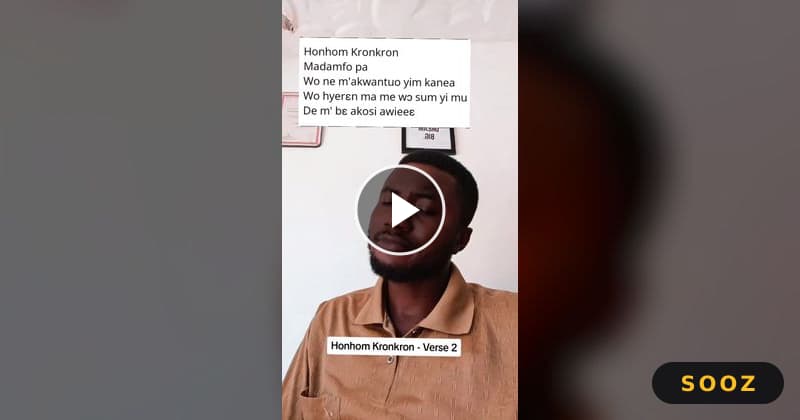 Honhom Kronkron
Madamfo pa
Wo ne m'akwantuo yim kanea
Wo hyerɛn ma me wɔ sum yi mu
De m' bɛ akosi awieeɛ
Honhom Kronkron - Verse 2
SOOZ